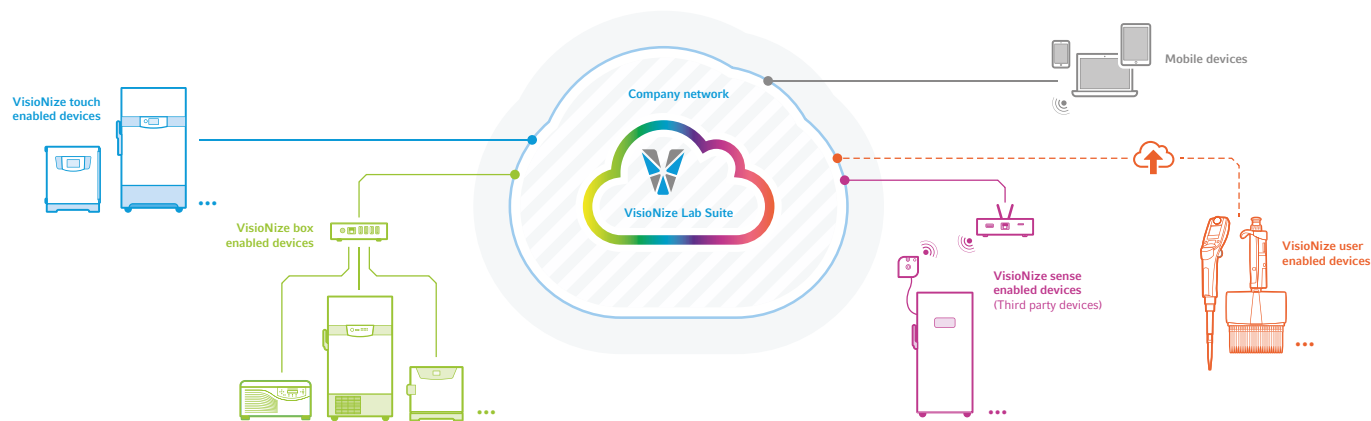 Company network
VisioNize Lab Suite
Mobile devices
VisioNize touch
enabled devices
...
VisioNize box
enabled devices
...
VisioNize sense
enabled devices
(Third party devices)
...
VisioNize user
enabled devices
...